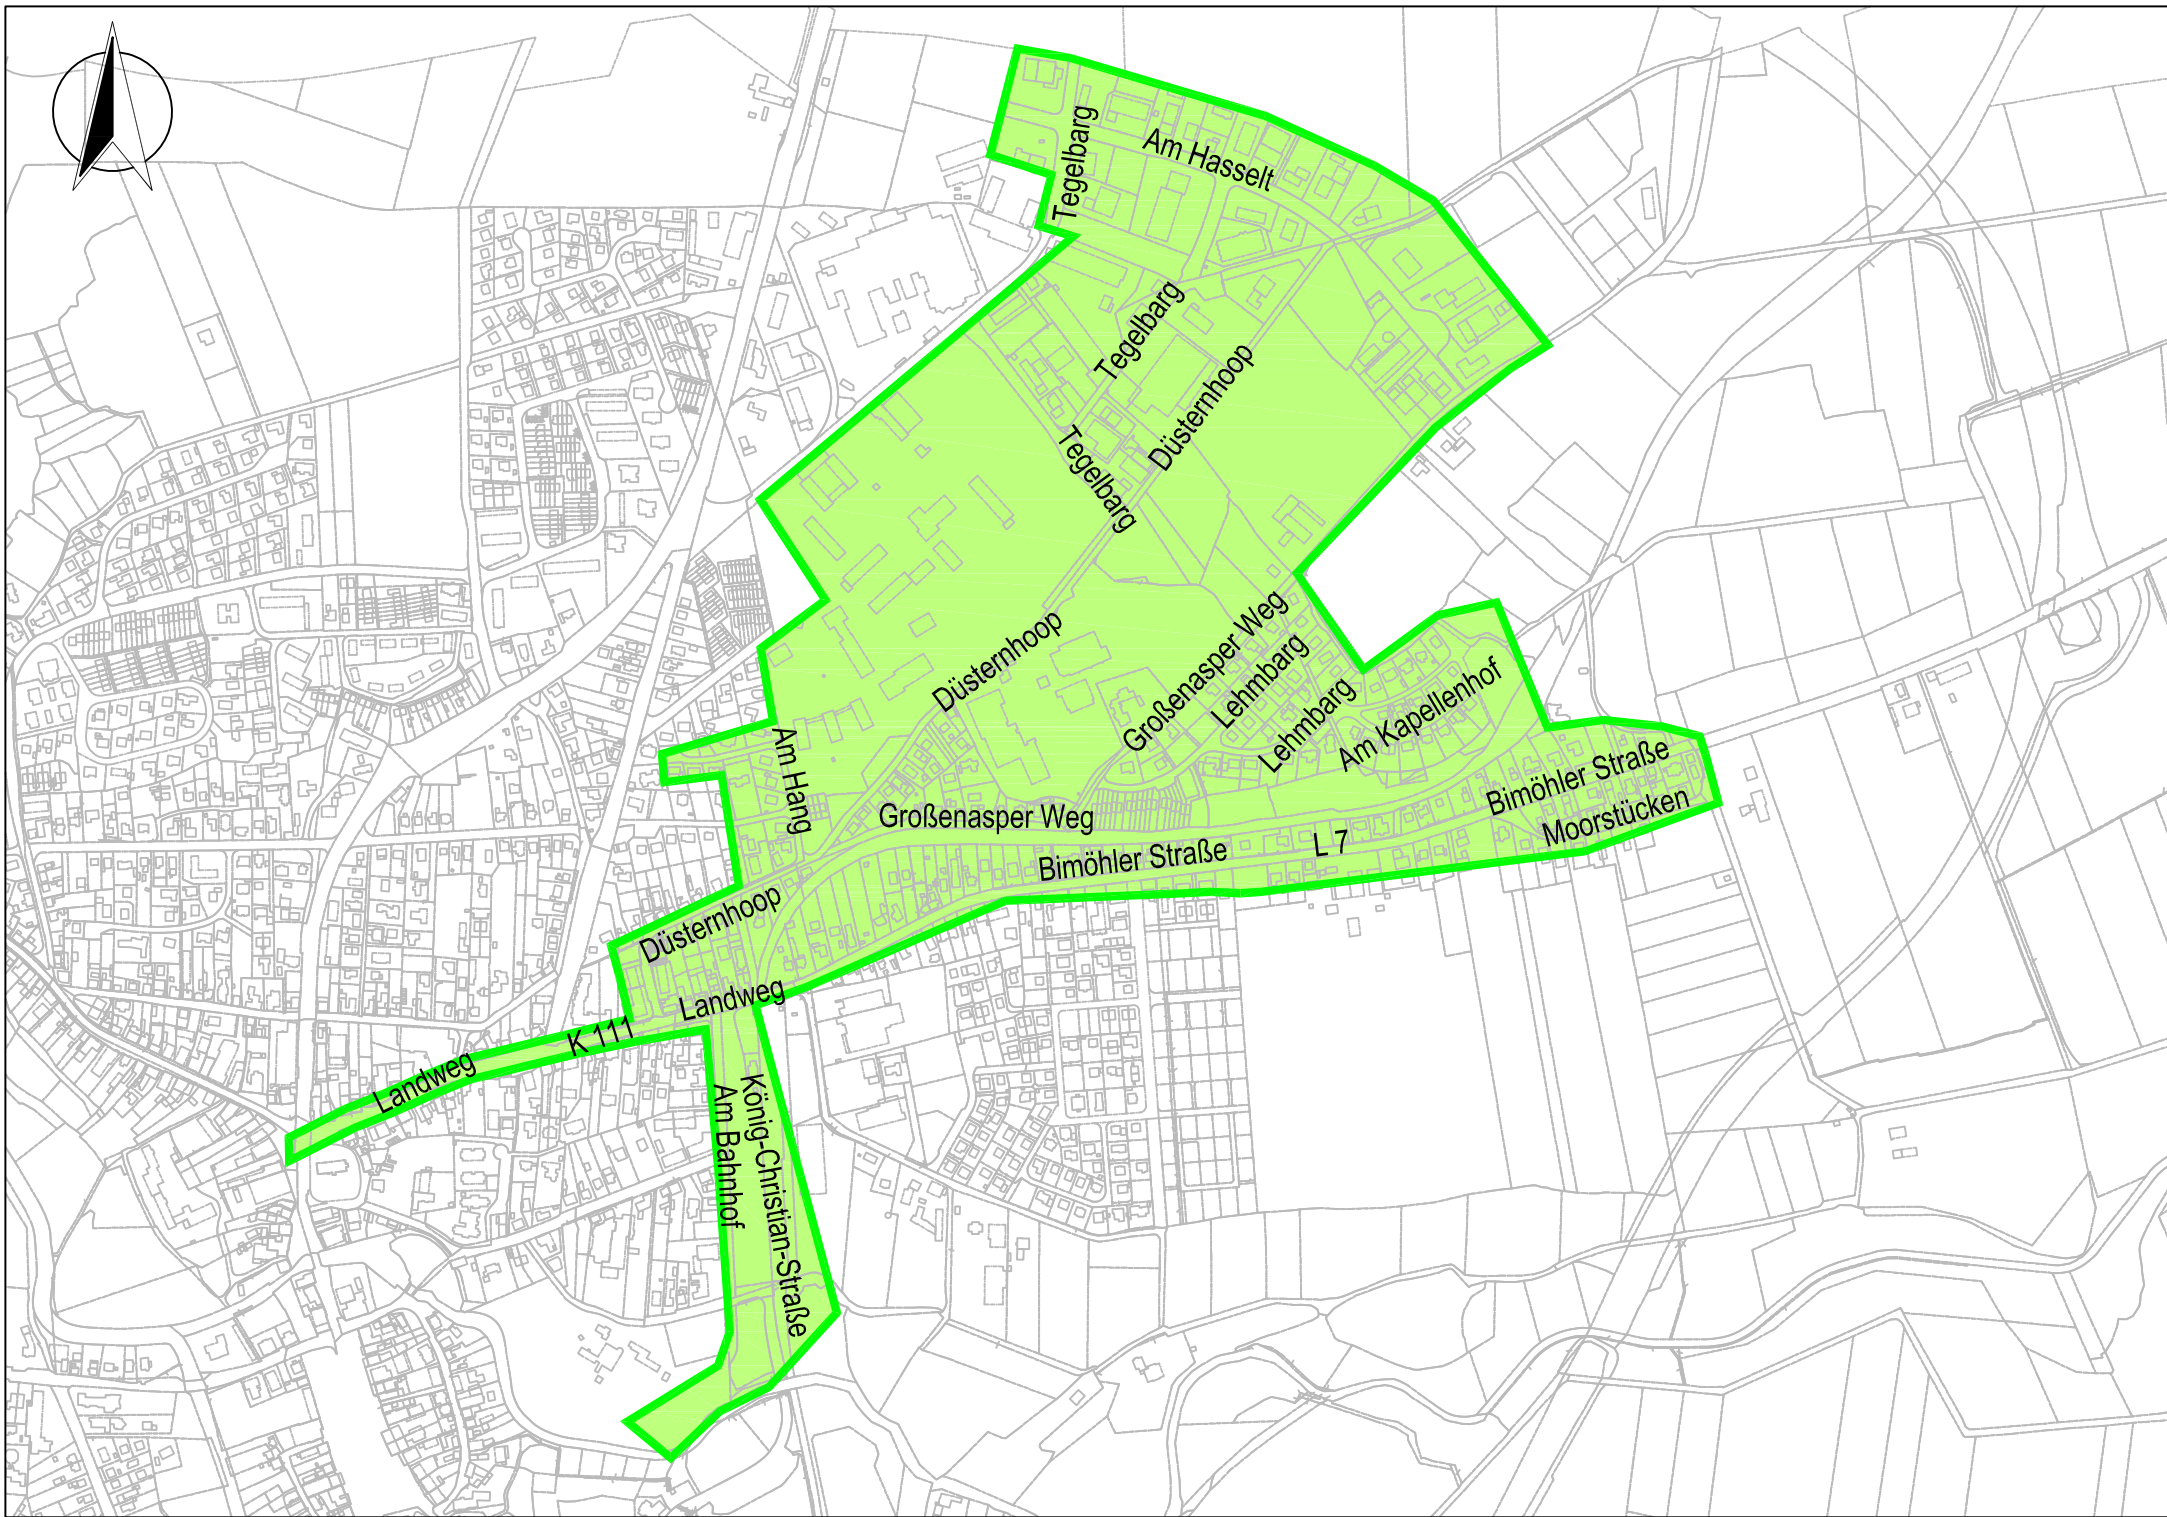 Tegelbarg
Am Hasselt
Tegelbarg
Düsternhoop
Tegelbarg
Großenasper Weg
Lehmbarg
Düsternhoop
Lehmbarg
Am Kapellenhof
Am Hang
Bimöhler Straße
Großenasper Weg
Moorstücken
L 7
Bimöhler Straße
Düsternhoop
Landweg
K 111
Landweg
König-Christian-Straße
Am Bahnhof